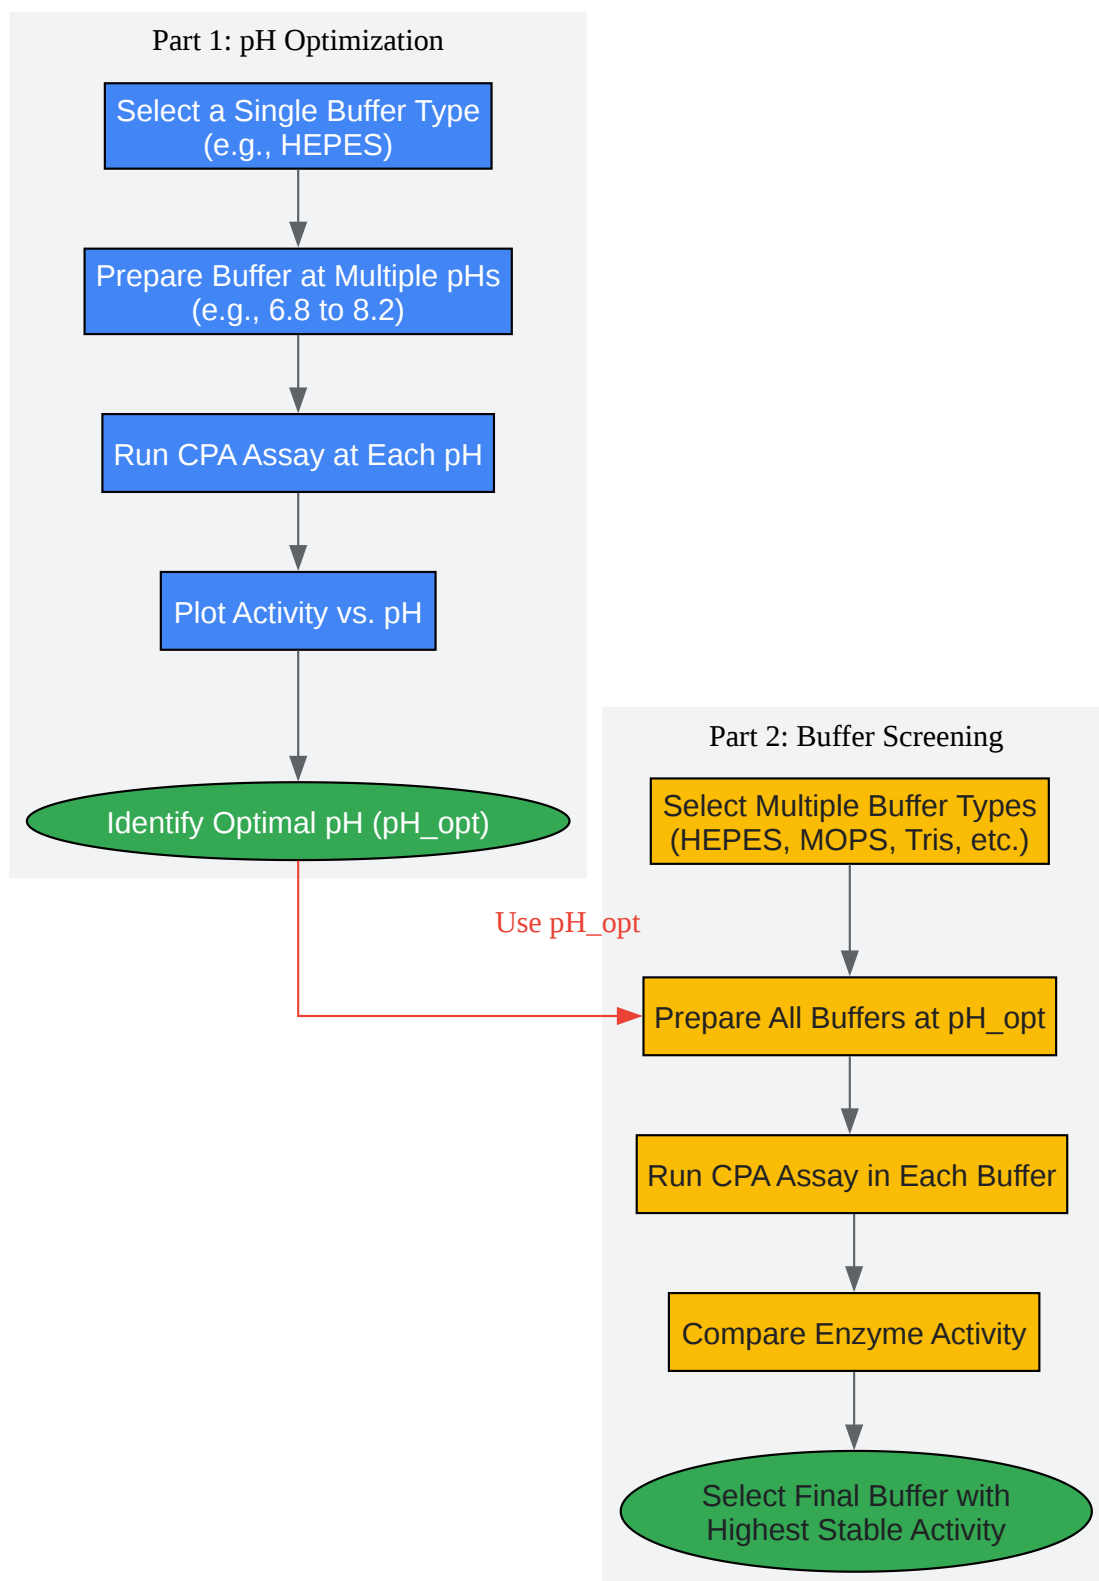 Part 1: pH Optimization
Select a Single Buffer Type
(e.g., HEPES)
Prepare Buffer at Multiple pHs
(e.g., 6.8 to 8.2)
Run CPA Assay at Each pH
Plot Activity vs. pH
Identify Optimal pH (pH_opt)
Use pH_opt
Part 2: Buffer Screening
Select Multiple Buffer Types
(HEPES, MOPS, Tris, etc.)
Prepare All Buffers at pH_opt
Run CPA Assay in Each Buffer
Compare Enzyme Activity
Select Final Buffer with
Highest Stable Activity